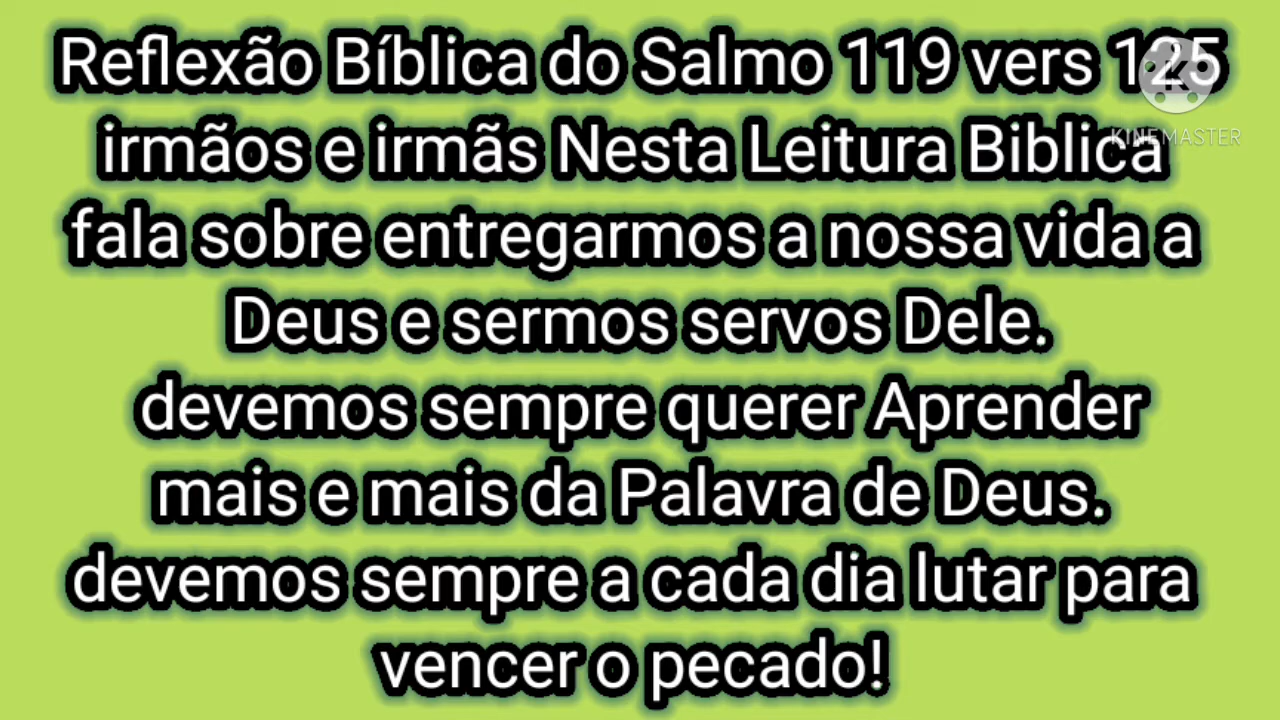 Reflexão Bíblica do Salmo 119 vers 125
KINEMASTER
irmãos e irmãs Nesta Leitura Biblica
fala sobre entregarmos a nossa vida a
Deus e sermos servos Dele.
devemos sempre querer Aprender
mais e mais da Palavra de Deus.
devemos sempre a cada dia lutar para
vencer o pecado!